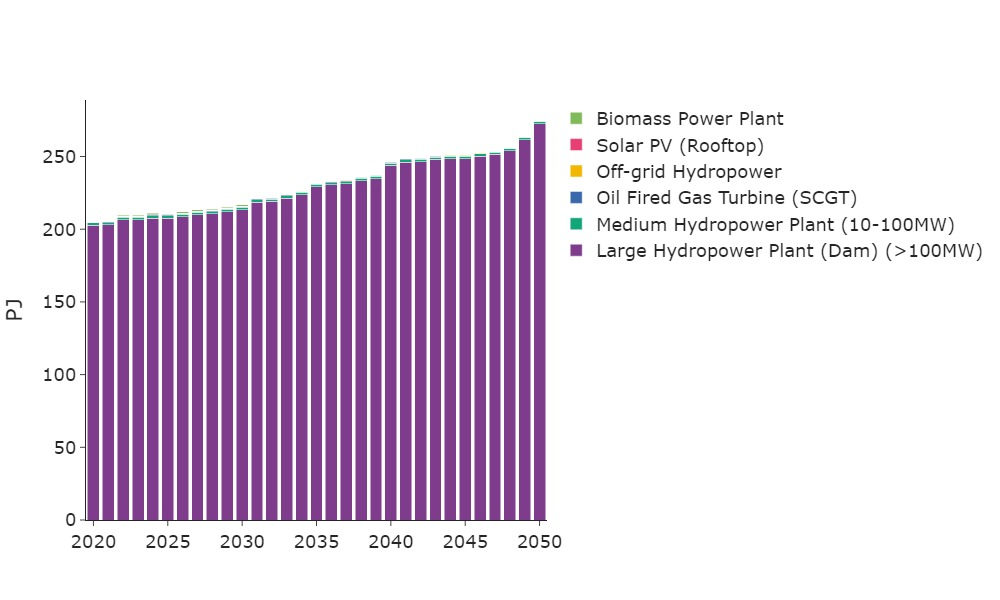 Biomass Power Plant
Solar PV (Rooftop)
Off-grid Hydropower
Oil Fired Gas Turbine (SCGT)
Medium Hydropower Plant (10-100MW)
Large Hydropower Plant (Dam) (>100MW)
PJ
250
200
150
100
50
0
2020 2025 2030 2035 2040 2045 2050